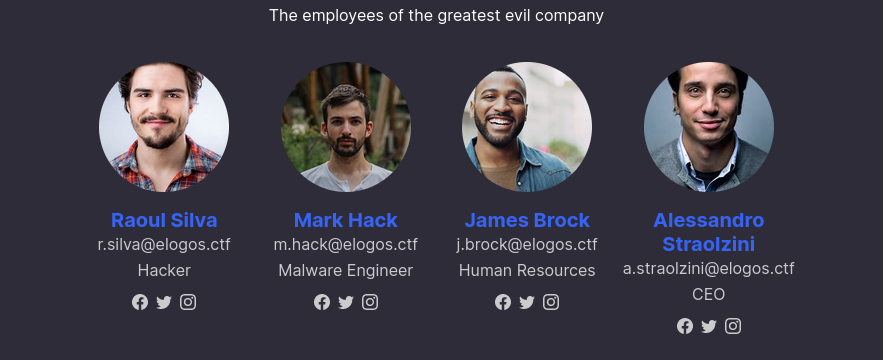 The employees of the greatest evil company
Raoul Silva
r.silva@elogos.ctf
Hacker
Mark Hack
m.hack@elogos.ctf
Malware Engineer
James Brock
j.brock@elogos.ctf
Human Resources
Alessandro
Straolzini
a.straolzini@elogos.ctf
CEO